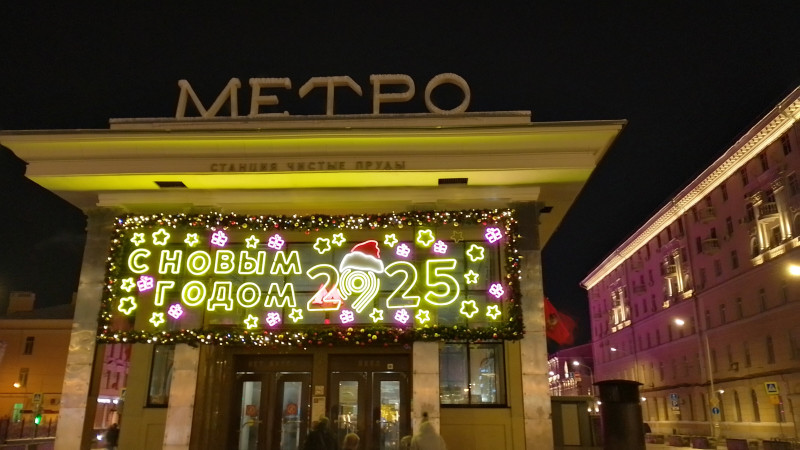 МЕТРО
СТАНЦИЯ ЧИСТЫЕ ПРУДЫ
С НОВЫМ
ГОДОМ 2025